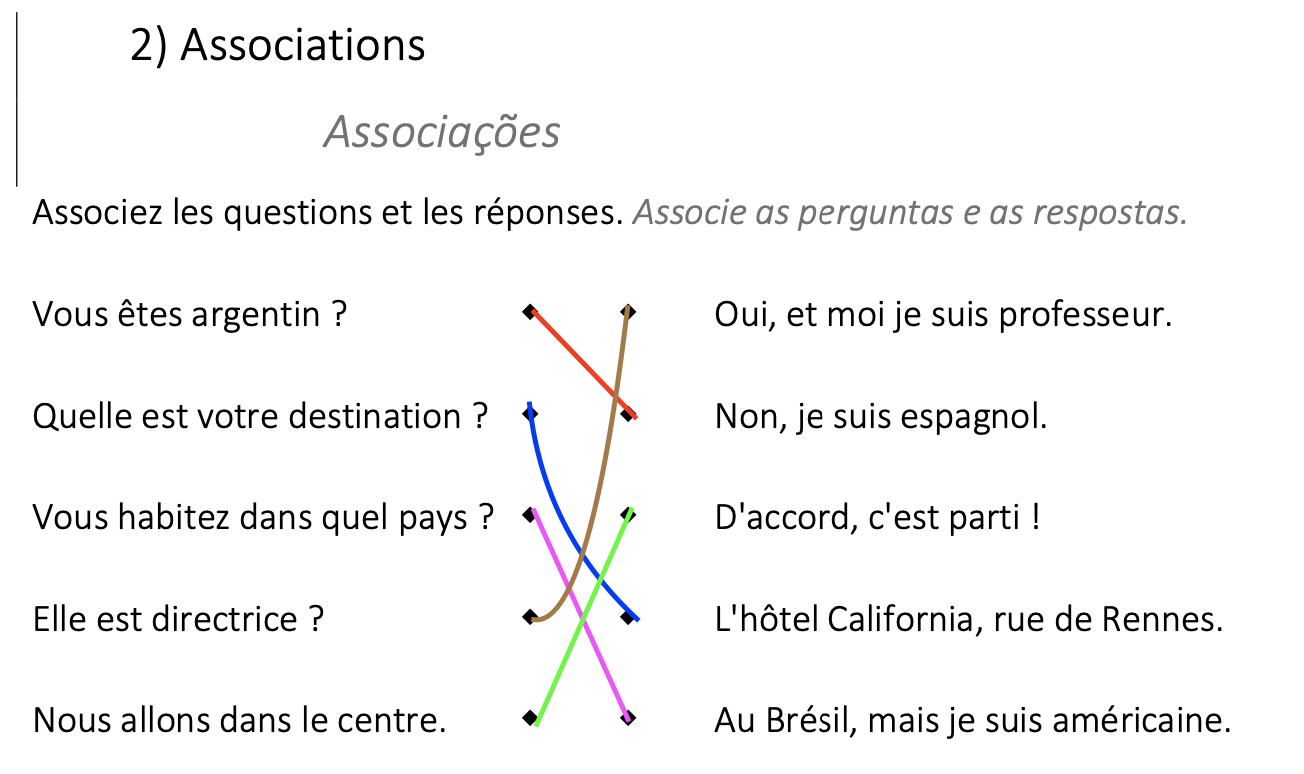 2) Associations
Associações
Associez les questions et les réponses. Associe as perguntas e as respostas.
Vous êtes argentin ? Oui, et moi je suis professeur.
Quelle est votre destination ? Non, je suis espagnol.
Vous habitez dans quel pays ? D'accord, c'est parti !
Elle est directrice ? L'hôtel California, rue de Rennes.
Nous allons dans le centre. Au Brésil, mais je suis américaine.